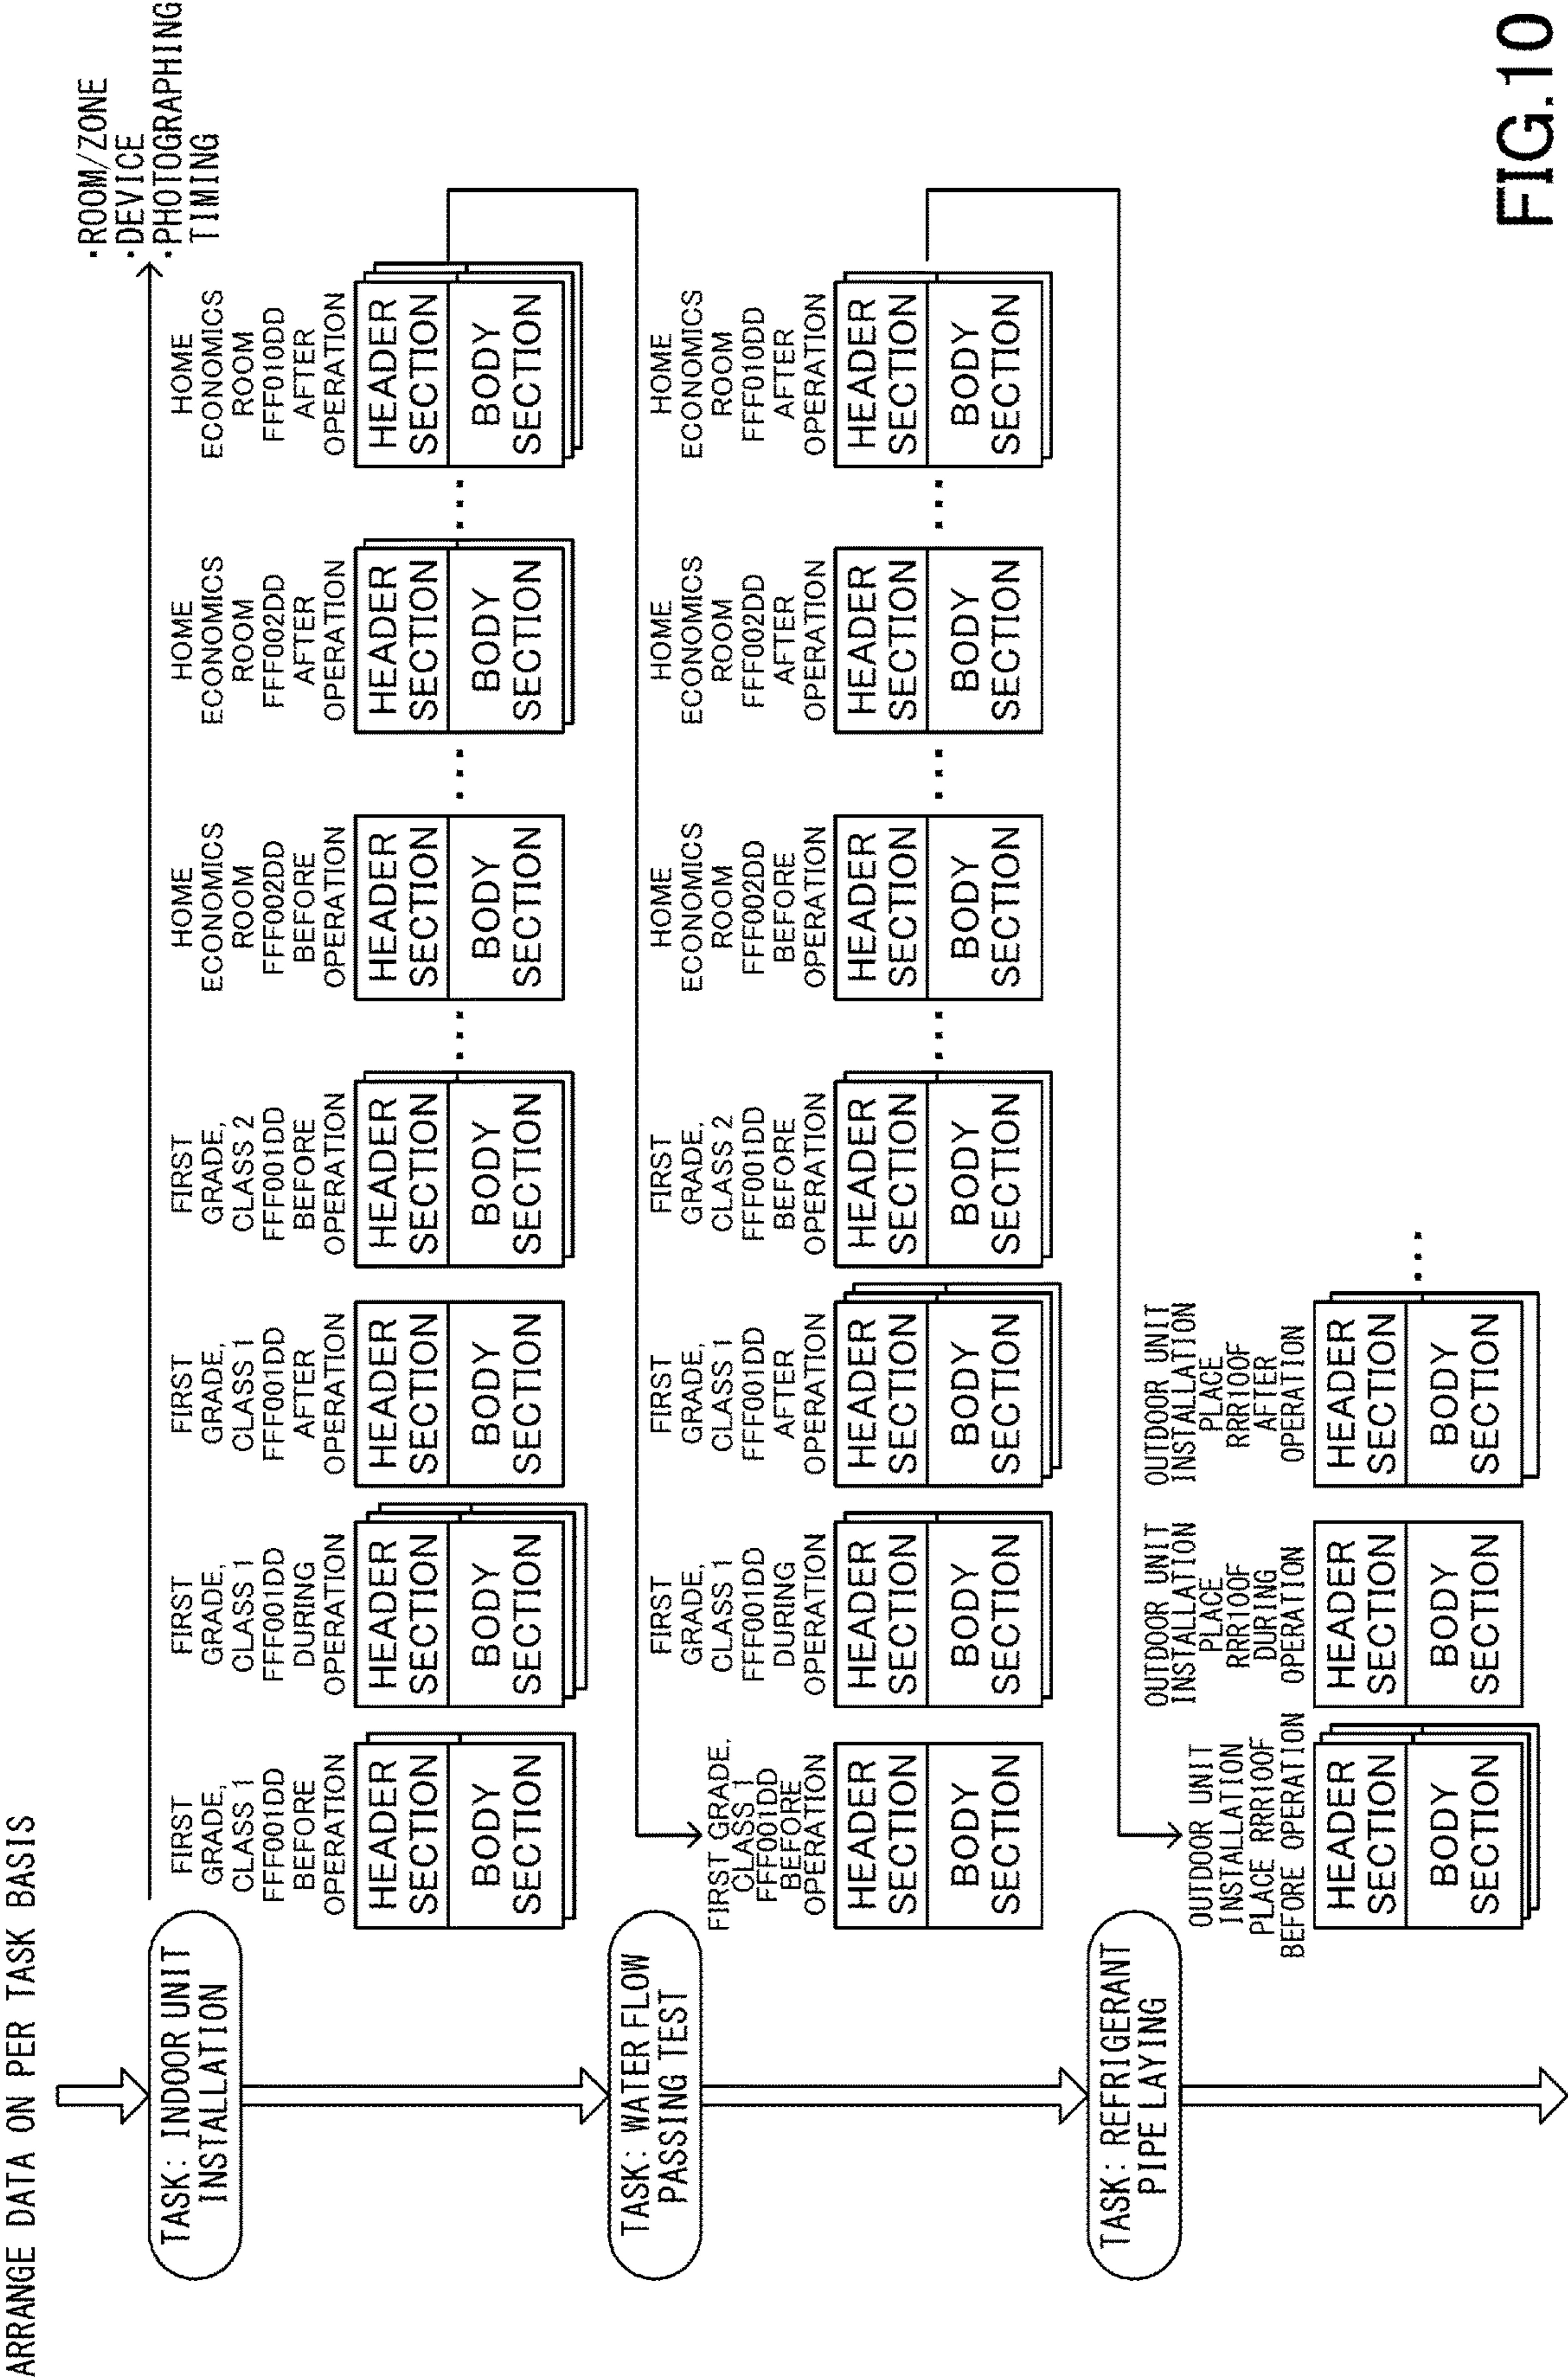 ARRANGE DATA ON PER TASK BASIS
·ROOM/ZONE
·DEVICE
·PHOTOGRAPHING
TIMING
TASK: INDOOR UNIT
INSTALLATION
FIRST
GRADE,
CLASS 1
FFF001DD
BEFORE
OPERATION
HEADER
SECTION
BODY
SECTION
FIRST
GRADE,
CLASS 1
FFF001DD
DURING
OPERATION
HEADER
SECTION
BODY
SECTION
FIRST
GRADE,
CLASS 1
FFF001DD
AFTER
OPERATION
HEADER
SECTION
BODY
SECTION
FIRST
GRADE,
CLASS 2
FFF001DD
BEFORE
OPERATION
HEADER
SECTION
BODY
SECTION
...
HOME
ECONOMICS
ROOM
FFF002DD
BEFORE
OPERATION
HEADER
SECTION
BODY
SECTION
...
HOME
ECONOMICS
ROOM
FFF002DD
AFTER
OPERATION
HEADER
SECTION
BODY
SECTION
...
HOME
ECONOMICS
ROOM
FFF010DD
AFTER
OPERATION
HEADER
SECTION
BODY
SECTION
TASK: WATER FLOW
PASSING TEST
FIRST GRADE,
CLASS 1
FFF001DD
BEFORE
OPERATION
HEADER
SECTION
BODY
SECTION
FIRST
GRADE,
CLASS 1
FFF001DD
DURING
OPERATION
HEADER
SECTION
BODY
SECTION
FIRST
GRADE,
CLASS 1
FFF001DD
AFTER
OPERATION
HEADER
SECTION
BODY
SECTION
FIRST
GRADE,
CLASS 2
FFF001DD
BEFORE
OPERATION
HEADER
SECTION
BODY
SECTION
...
HOME
ECONOMICS
ROOM
FFF002DD
BEFORE
OPERATION
HEADER
SECTION
BODY
SECTION
...
HOME
ECONOMICS
ROOM
FFF002DD
AFTER
OPERATION
HEADER
SECTION
BODY
SECTION
...
HOME
ECONOMICS
ROOM
FFF010DD
AFTER
OPERATION
HEADER
SECTION
BODY
SECTION
TASK: REFRIGERANT
PIPE LAYING
OUTDOOR UNIT
INSTALLATION
PLACE RRR100F
BEFORE OPERATION
HEADER
SECTION
BODY
SECTION
OUTDOOR UNIT
INSTALLATION
PLACE
RRR100F
DURING
OPERATION
HEADER
SECTION
BODY
SECTION
OUTDOOR UNIT
INSTALLATION
PLACE
RRR100F
AFTER
OPERATION
HEADER
SECTION
BODY
SECTION
...
FIG.10